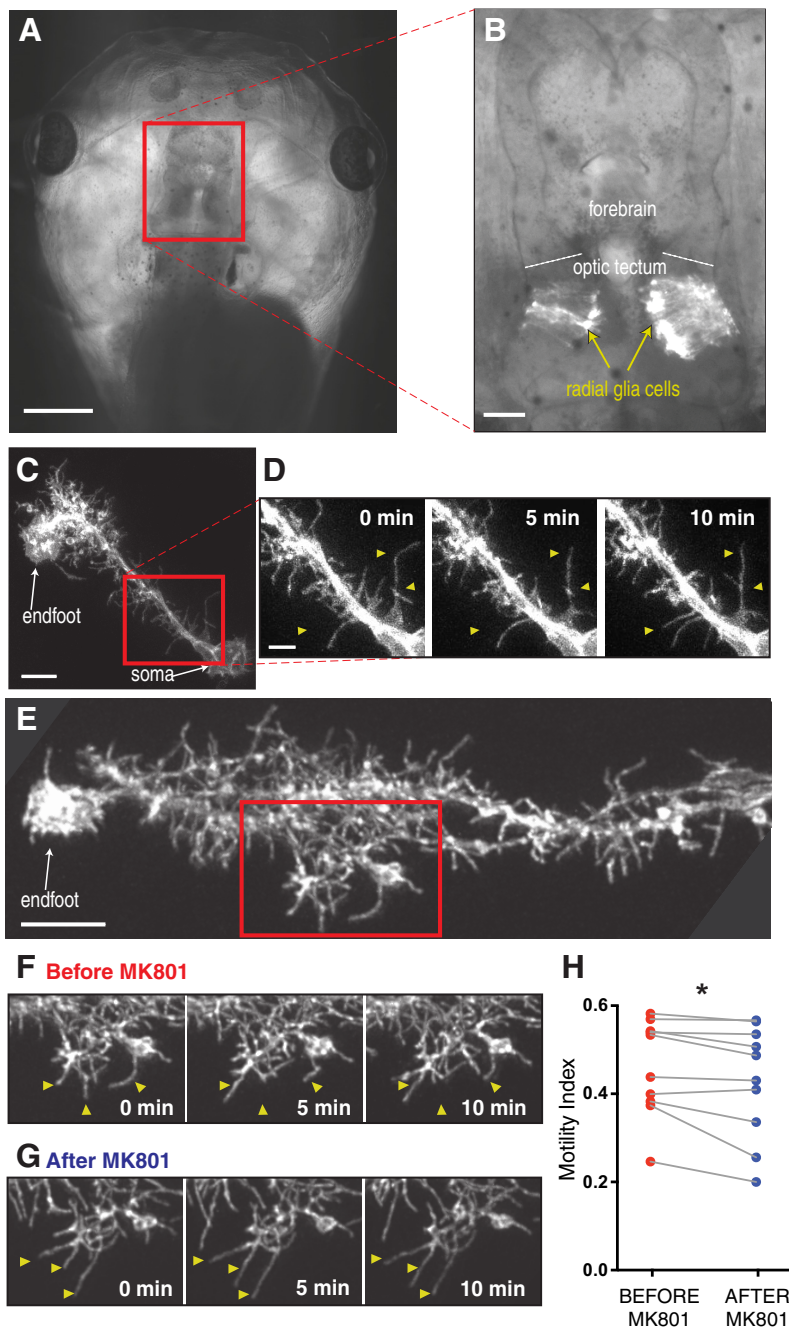 A
B
forebrain
optic tectum
radial glia cells
C
endfoot
soma
D
0 min
5 min
10 min
E
endfoot
F Before MK801
0 min
5 min
10 min
G After MK801
0 min
5 min
10 min
H
*
Motility Index
0.6
0.4
0.2
0.0
BEFORE MK801
AFTER MK801